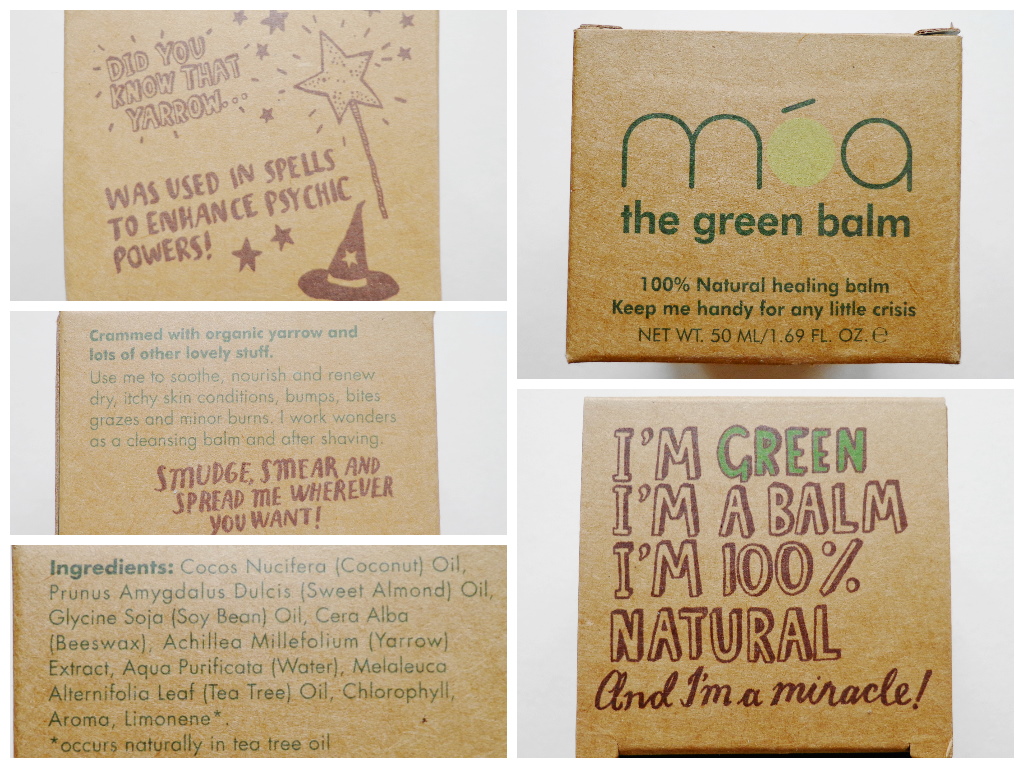 DID YOU
KNOW THAT
YARROW...
WAS USED IN SPELLS
TO ENHANCE PSYCHIC
POWERS!
Crammed with organic yarrow and
lots of other lovely stuff.
Use me to soothe, nourish and renew
dry, itchy skin conditions, bumps, bites
grazes and minor burns. I work wonders
as a cleansing balm and after shaving.
SMUDGE, SMEAR AND
SPREAD ME WHEREVER
YOU WANT!
Ingredients: Cocos Nucifera (Coconut) Oil,
Prunus Amygdalus Dulcis (Sweet Almond) Oil,
Glycine Soja (Soy Bean) Oil, Cera Alba
(Beeswax), Achillea Millefolium (Yarrow)
Extract, Aqua Purificata (Water), Melaleuca
Alternifolia Leaf (Tea Tree) Oil, Chlorophyll,
Aroma, Limonene*.
*occurs naturally in tea tree oil
móa
the green balm
100% Natural healing balm
Keep me handy for any little crisis
NET WT. 50 ML/1.69 FL. OZ. ℮
I'M GREEN
I'M A BALM
I'M 100%
NATURAL
And I'm a miracle!